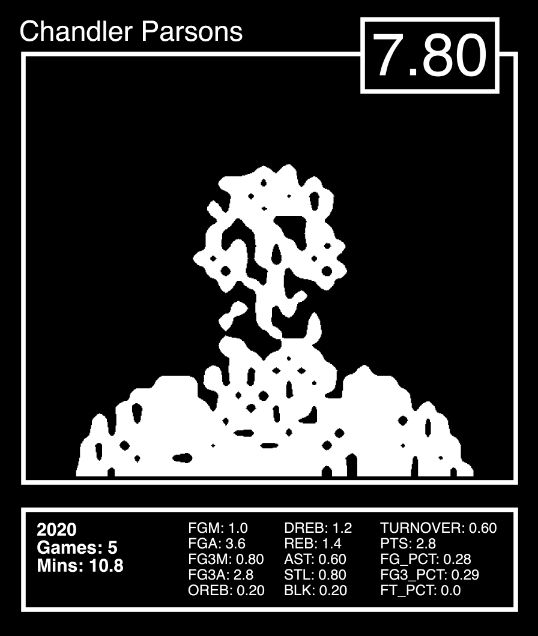 Chandler Parsons
7.80
2020
Games: 5
Mins: 10.8
FGM: 1.0
FGA: 3.6
FG3M: 0.80
FG3A: 2.8
OREB: 0.20
DREB: 1.2
REB: 1.4
AST: 0.60
STL: 0.80
BLK: 0.20
TURNOVER: 0.60
PTS: 2.8
FG_PCT: 0.28
FG3_PCT: 0.29
FT_PCT: 0.0